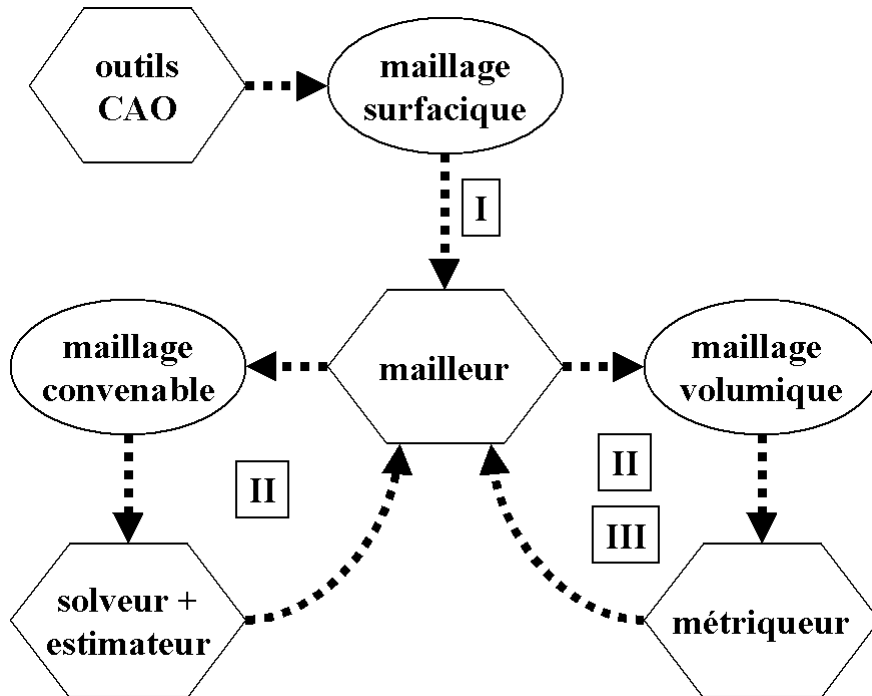 outils
CAO
maillage
surfacique
I
maillage
convenable
mailleur
maillage
volumique
II
II
III
solveur +
estimateur
métriqueur